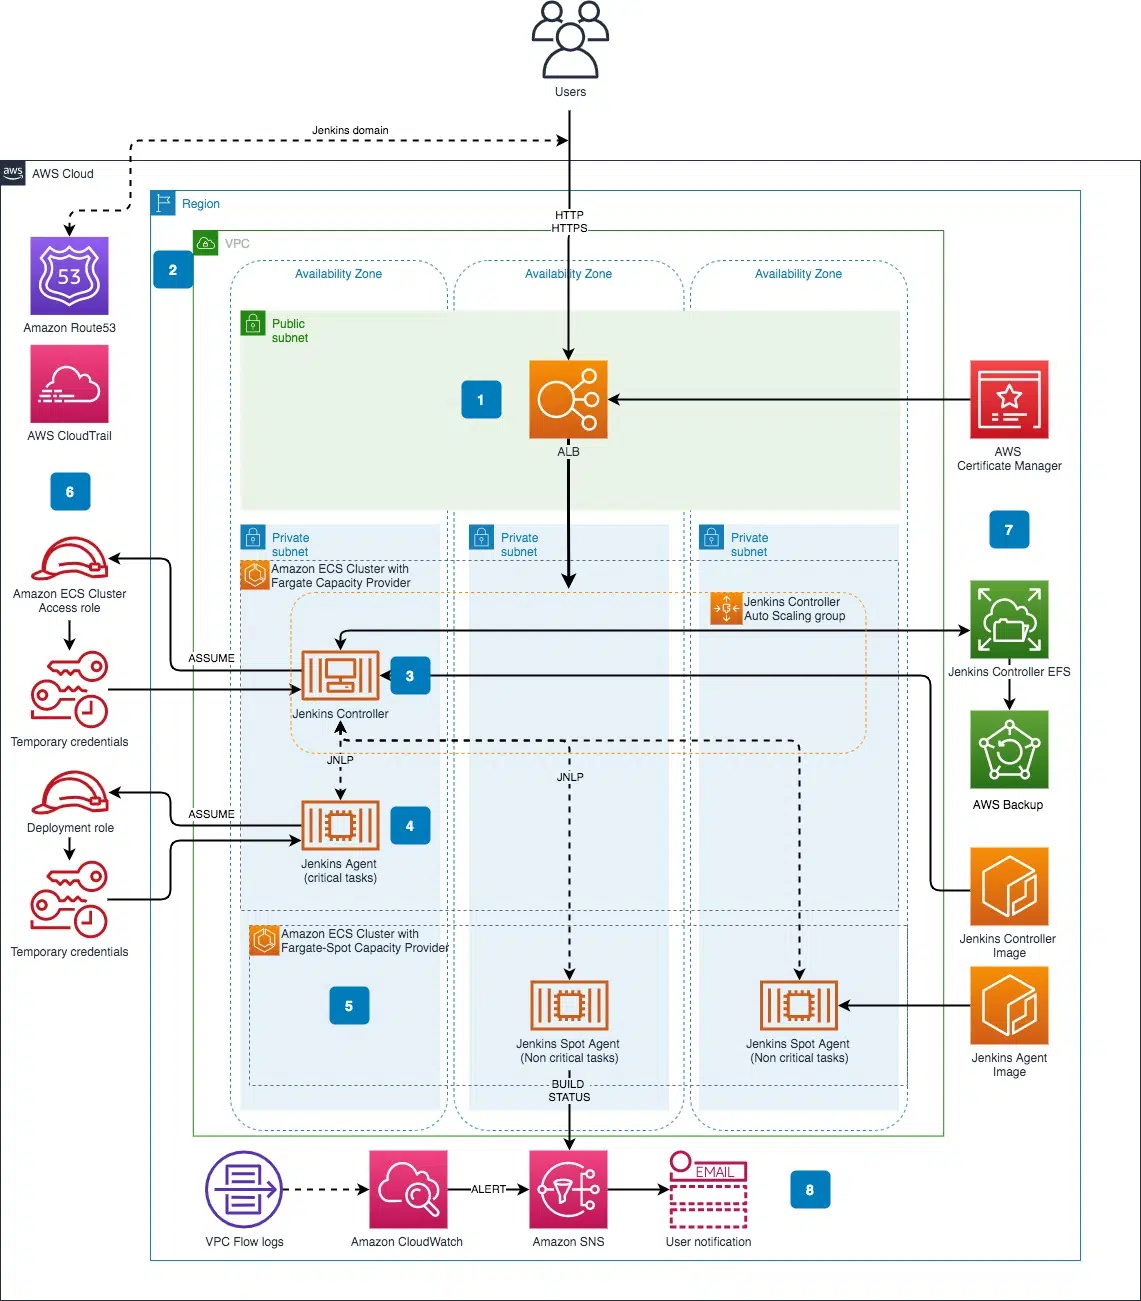 Users
Jenkins domain
aws
AWS Cloud
Region
HTTP
HTTPS
VPC
2
Availability Zone
Availability Zone
Availability Zone
53
Amazon Route53
Public
subnet
1
ALB
AWS CloudTrail
AWS
Certificate Manager
6
7
Private
subnet
Private
subnet
Private
subnet
Amazon ECS Cluster with
Fargate Capacity Provider
Amazon ECS Cluster
Access role
Jenkins Controller
Auto Scaling group
ASSUME
3
Jenkins Controller EFS
Jenkins Controller
Temporary credentials
JNLP
JNLP
AWS Backup
Deployment role
ASSUME
4
Jenkins Agent
(critical tasks)
Temporary credentials
Amazon ECS Cluster with
Fargate-Spot Capacity Provider
Jenkins Controller
Image
5
Jenkins Spot Agent
(Non critical tasks)
Jenkins Spot Agent
(Non critical tasks)
Jenkins Agent
Image
BUILD
STATUS
EMAIL
ALERT
8
VPC Flow logs
Amazon CloudWatch
Amazon SNS
User notification